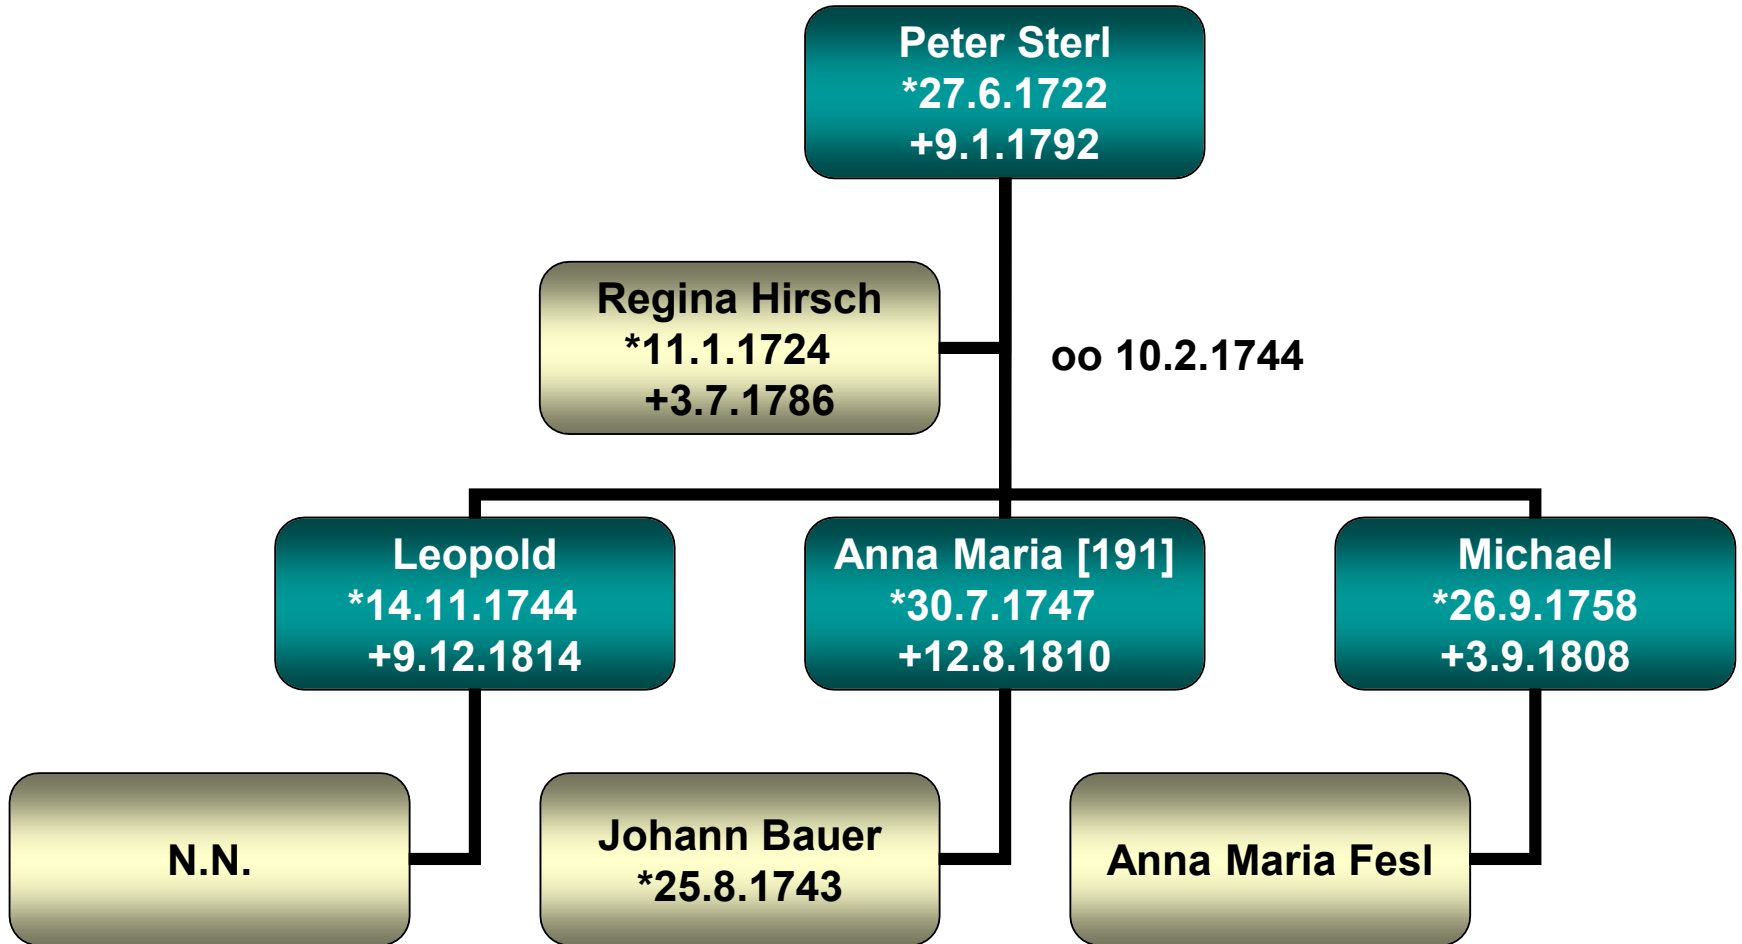 Peter Sterl
*27.6.1722
+9.1.1792
Regina Hirsch
*11.1.1724
+3.7.1786
oo 10.2.1744
Leopold
*14.11.1744
+9.12.1814
Anna Maria [191]
*30.7.1747
+12.8.1810
Michael
*26.9.1758
+3.9.1808
N.N.
Johann Bauer
*25.8.1743
Anna Maria Fesl